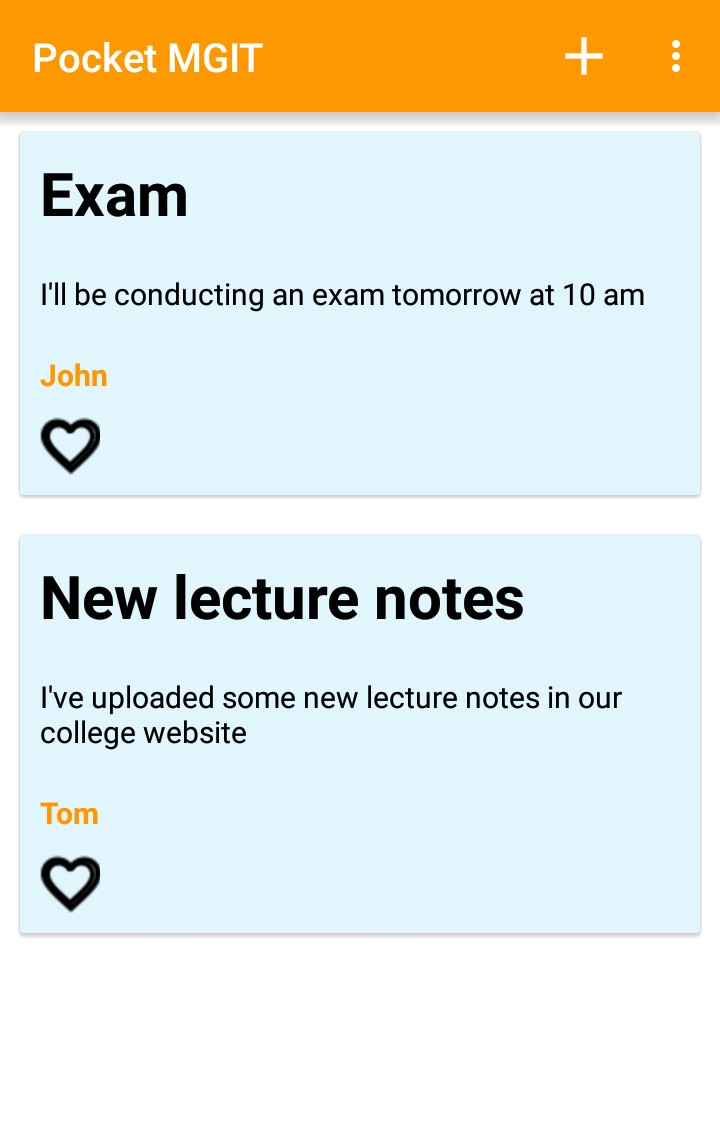 Pocket MGIT
Exam
I'll be conducting an exam tomorrow at 10 am
John
New lecture notes
I've uploaded some new lecture notes in our
college website
Tom